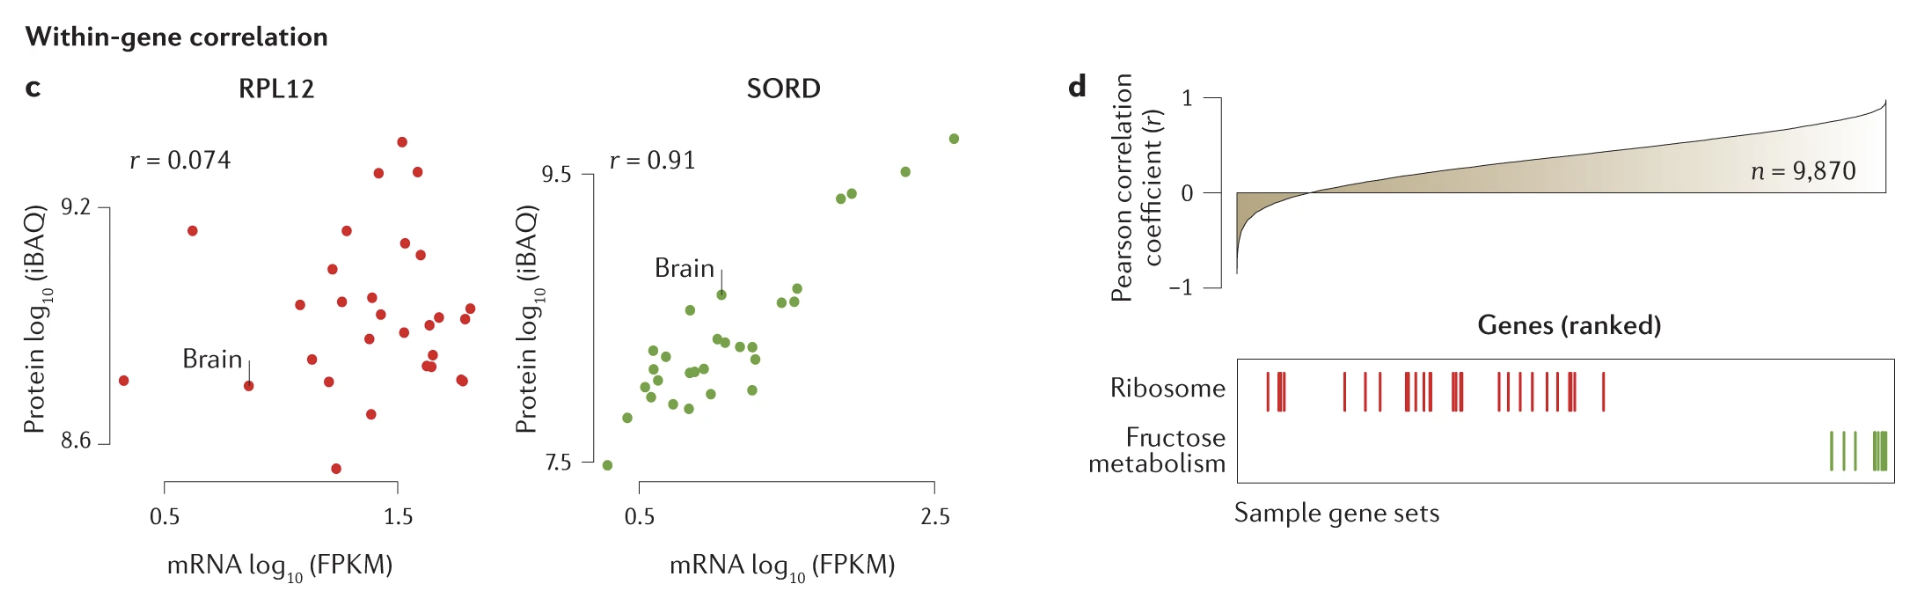 Within-gene correlation
c
RPL12
r = 0.074
9.2
8.6
Protein log10 (iBAQ)
Brain
0.5
1.5
mRNA log10 (FPKM)
SORD
r = 0.91
9.5
7.5
Protein log10 (iBAQ)
Brain
0.5
2.5
mRNA log10 (FPKM)
d
Pearson correlation
coefficient (r)
1
0
−1
n = 9,870
Genes (ranked)
Ribosome
Fructose
metabolism
Sample gene sets